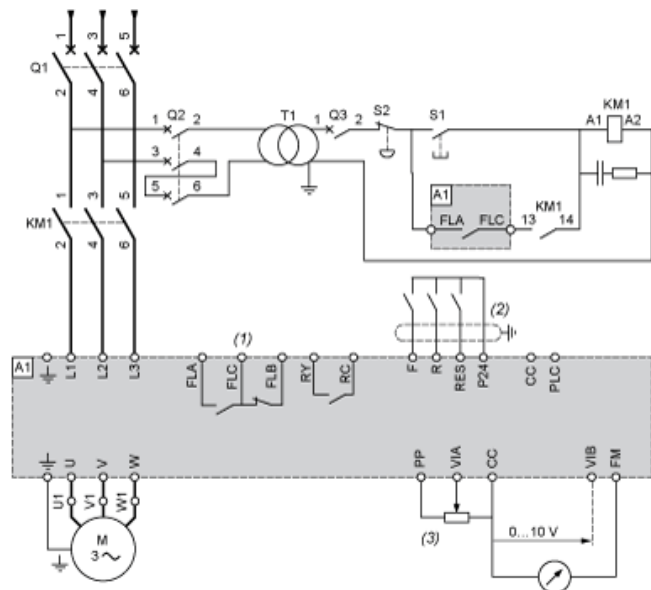 1 3 5
Q1
2 4 6
Q2 T1 Q3 S2 S1 KM1
1 2 1 2 A1 A2
3 4
5 6
1 3 5
KM1
2 4 6
A1
FLA FLC 13 KM1 14
(1) (2)
A1
L1 L2 L3 FLA FLC FLB RY RC F R RES P24 CC PLC
U V W PP VIA CC VIB FM
U1 V1 W1
(3) 0...10 V
M
3